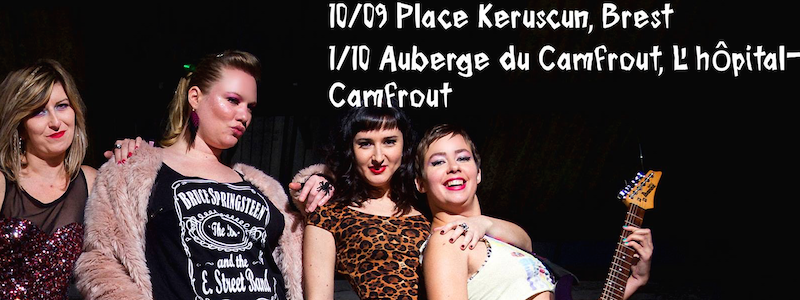 10/09 Place Keruscun, Brest
1/10 Auberge du Camfrout, L'hôpital-
Camfrout
BRUCE SPRINGSTEEN
The
and the
E. Street Band